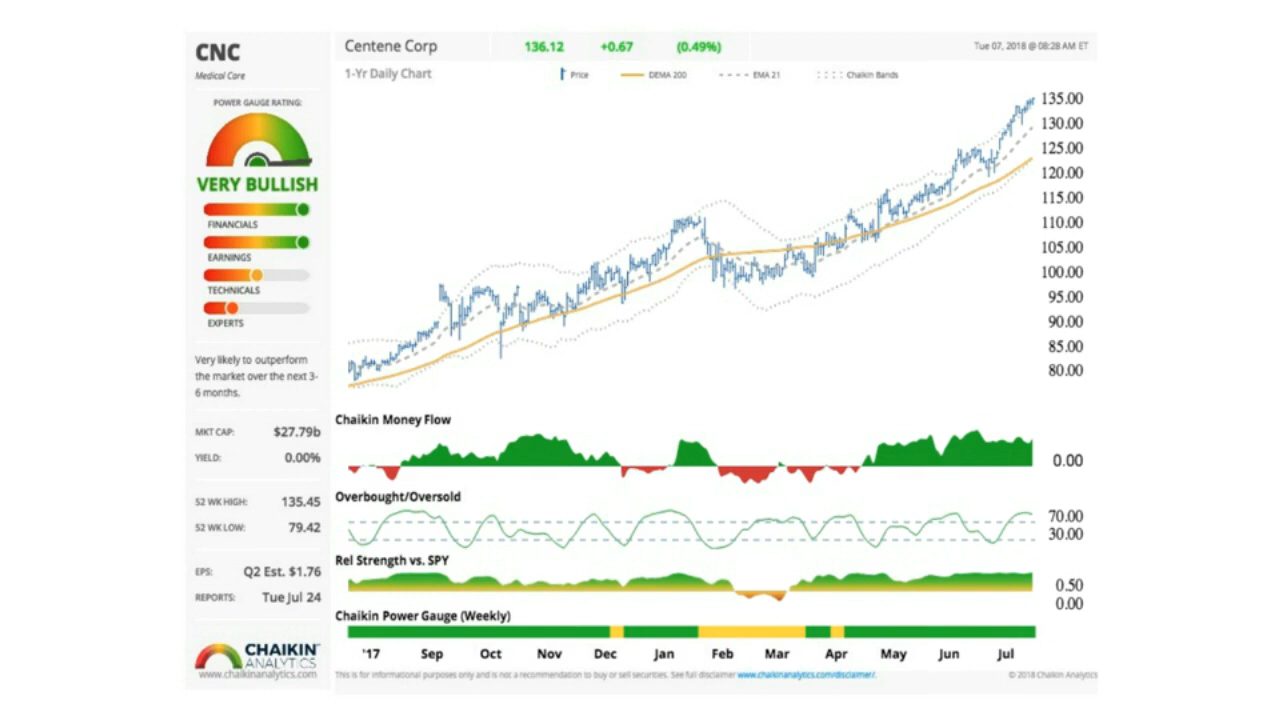 CNC
Medical Care
POWER GAUGE RATING:
VERY BULLISH
FINANCIALS
EARNINGS
TECHNICALS
EXPERTS
Very likely to outperform
the market over the next 3-
6 months.
MKT CAP: $27.79b
YIELD: 0.00%
52 WK HIGH: 135.45
52 WK LOW: 79.42
EPS: Q2 Est. $1.76
REPORTS: Tue Jul 24
CHAIKIN
ANALYTICS
www.chaikinanalytics.com
Centene Corp 136.12 +0.67 (0.49%) Tue 07, 2018 @ 08:28 AM ET
1-Yr Daily Chart Price DEMA 200 EMA 21 Chaikin Bands
135.00
130.00
125.00
120.00
115.00
110.00
105.00
100.00
95.00
90.00
85.00
80.00
Chaikin Money Flow
0.00
Overbought/Oversold
70.00
30.00
Rel Strength vs. SPY
0.50
0.00
Chaikin Power Gauge (Weekly)
'17 Sep Oct Nov Dec Jan Feb Mar Apr May Jun Jul
This is for informational purposes only and is not a recommendation to buy or sell securities. See full disclaimer www.chaikinanalytics.com/disclaimer/. © 2018 Chaikin Analytics